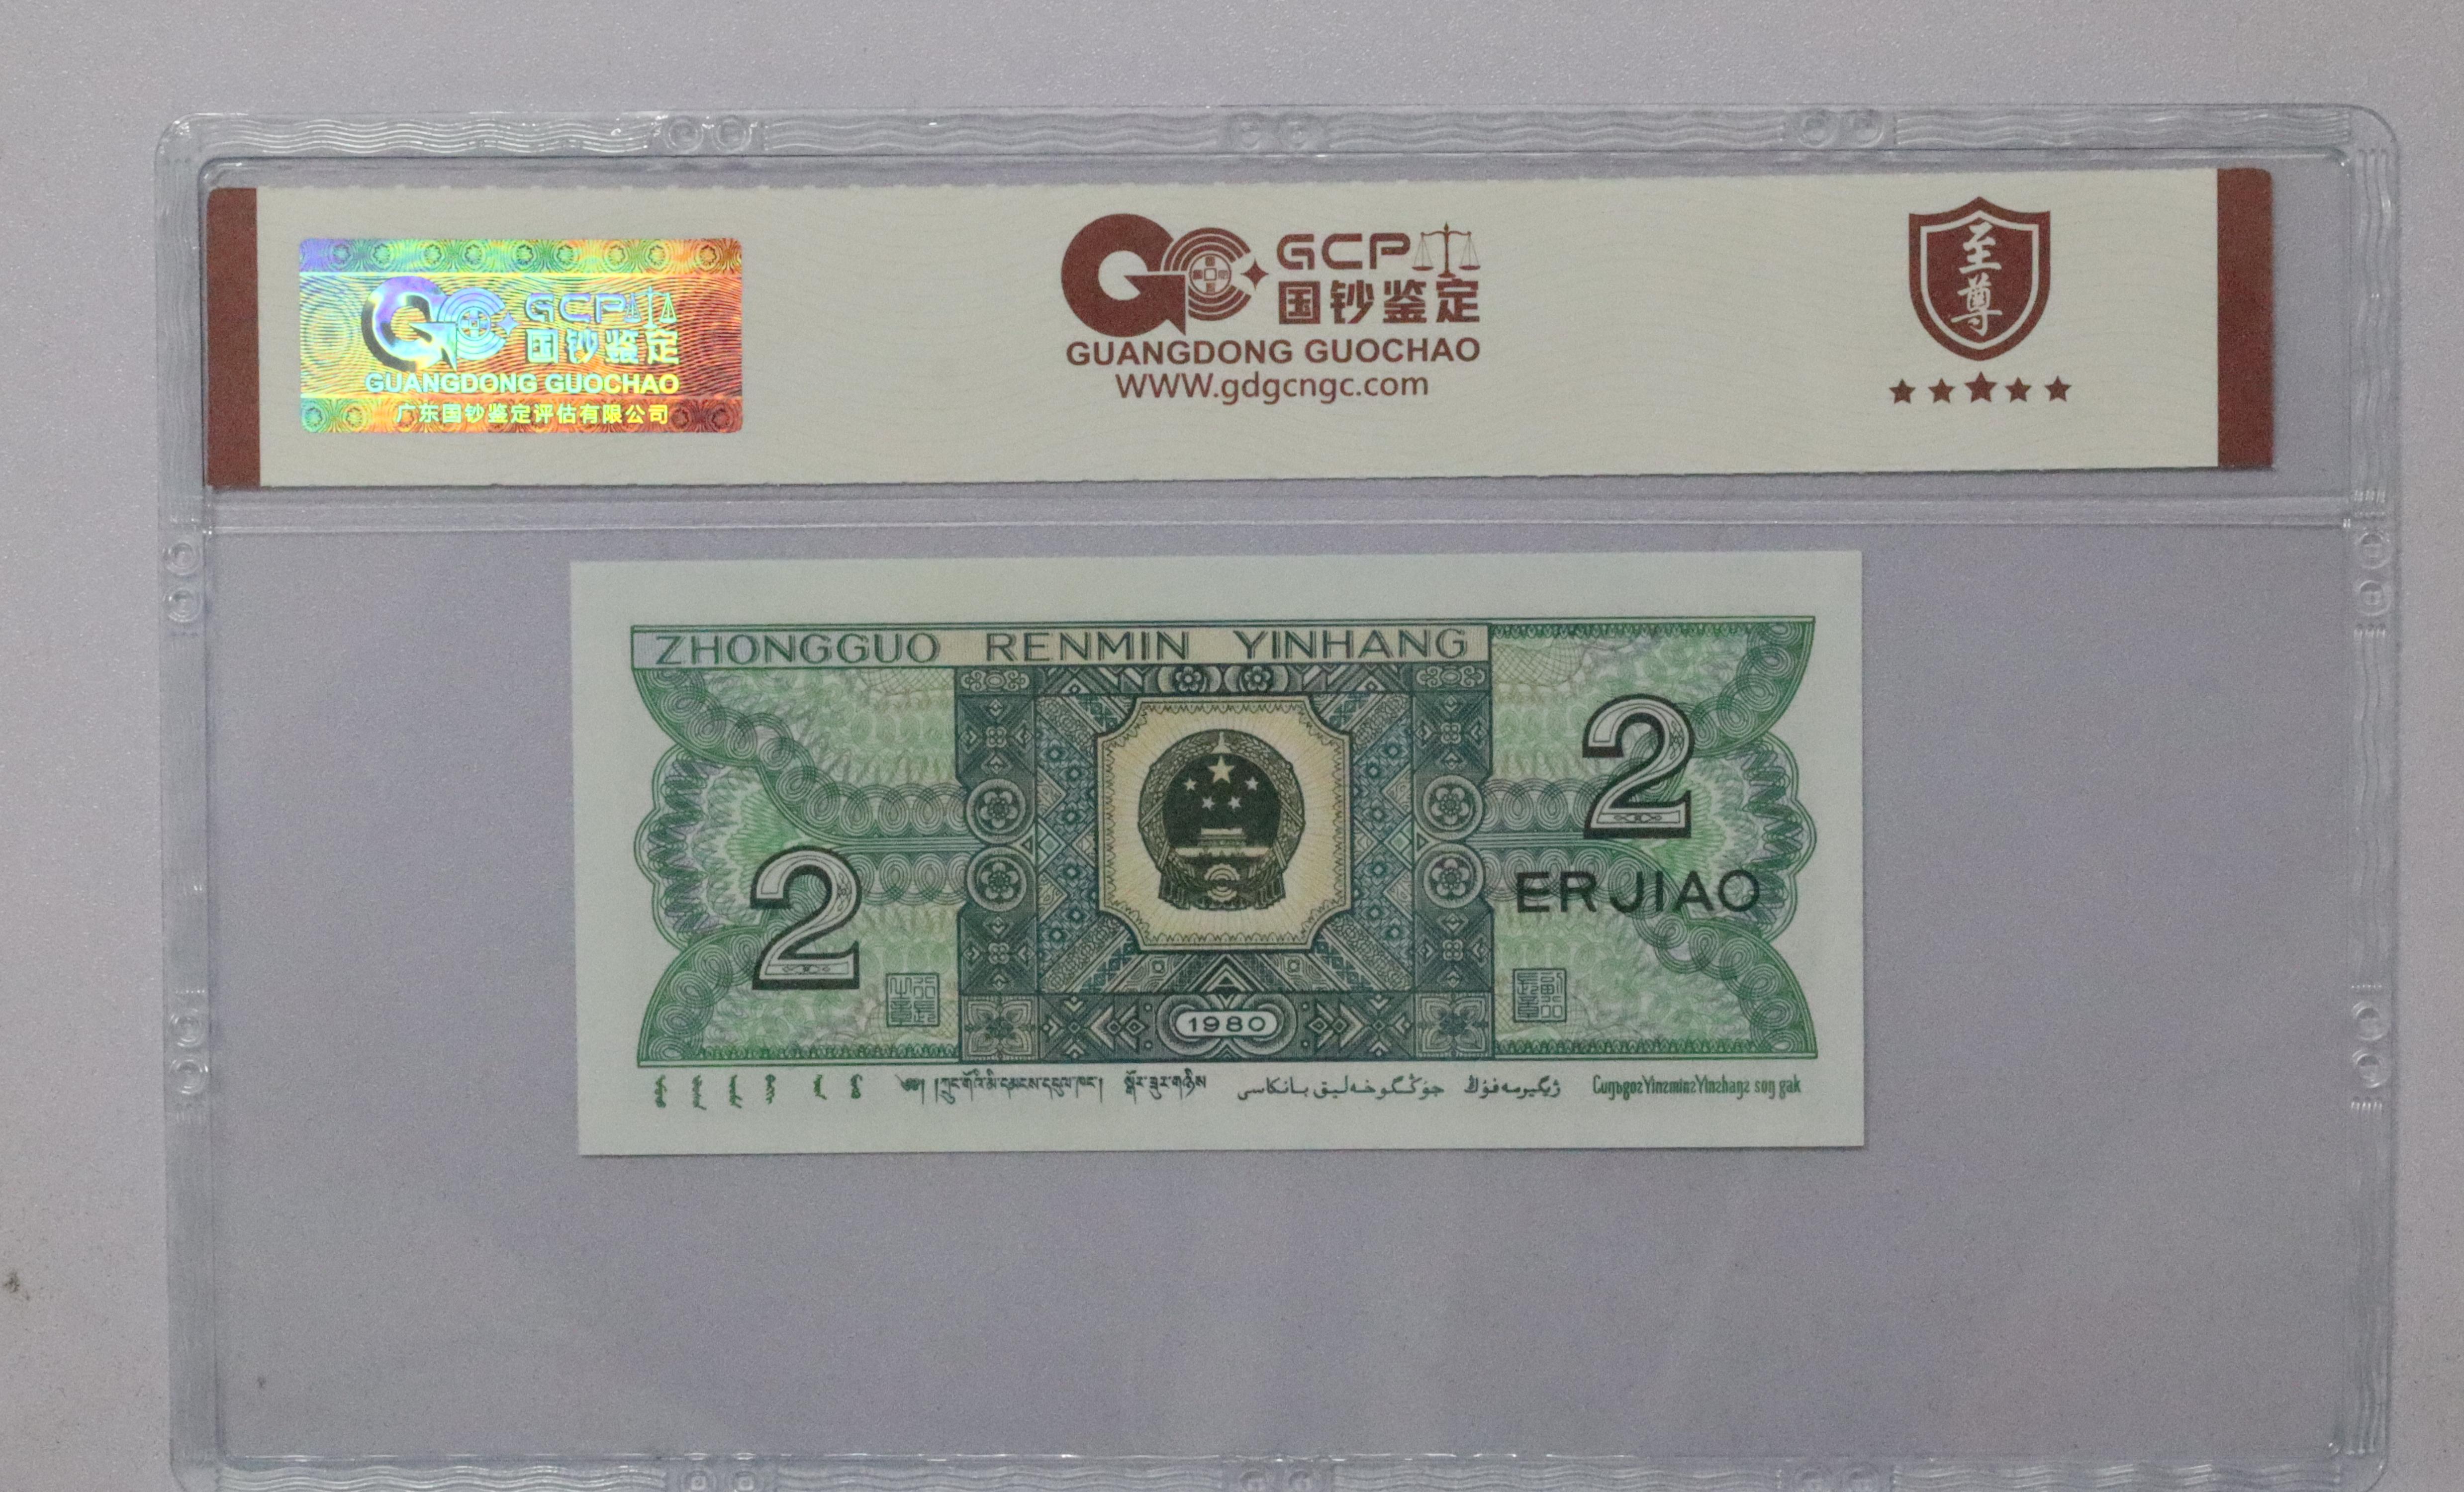 GCP
国钞鉴定
GUANGDONG GUOCHAO
广东国钞鉴定评估有限公司
GCP
国钞鉴定
GUANGDONG GUOCHAO
WWW.gdgcngc.com
至尊
ZHONGGUO RENMIN YINHANG
2
2
ERJIAO
1980